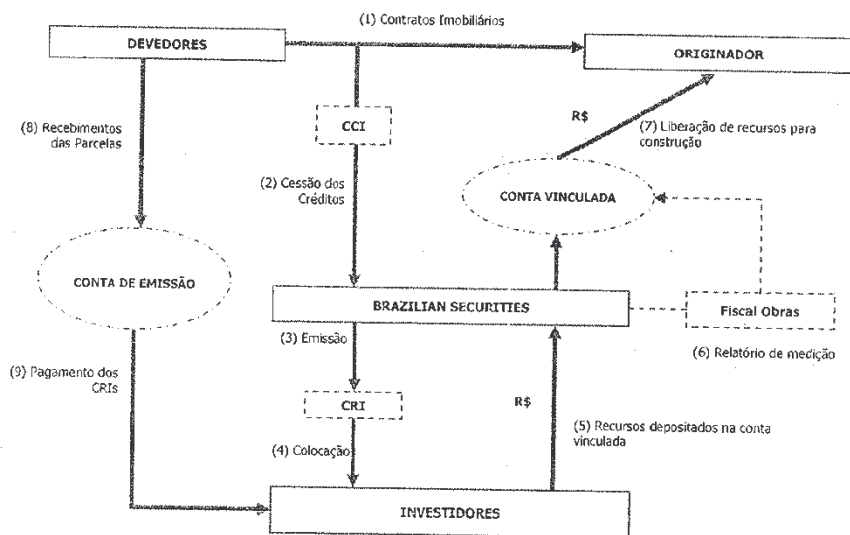 (1) Contratos Imobiliários
DEVEDORES
ORIGINADOR
(8) Recebimentos
das Parcelas
CCI
R$
(7) Liberação de recursos para
construção
(2) Cessão dos
Créditos
CONTA VINCULADA
CONTA DE EMISSÃO
BRAZILIAN SECURITIES
Fiscal Obras
(3) Emissão
(6) Relatório de medição
(9) Pagamento dos
CRIs
CRI
R$
(5) Recursos depositados na conta
vinculada
(4) Colocação
INVESTIDORES